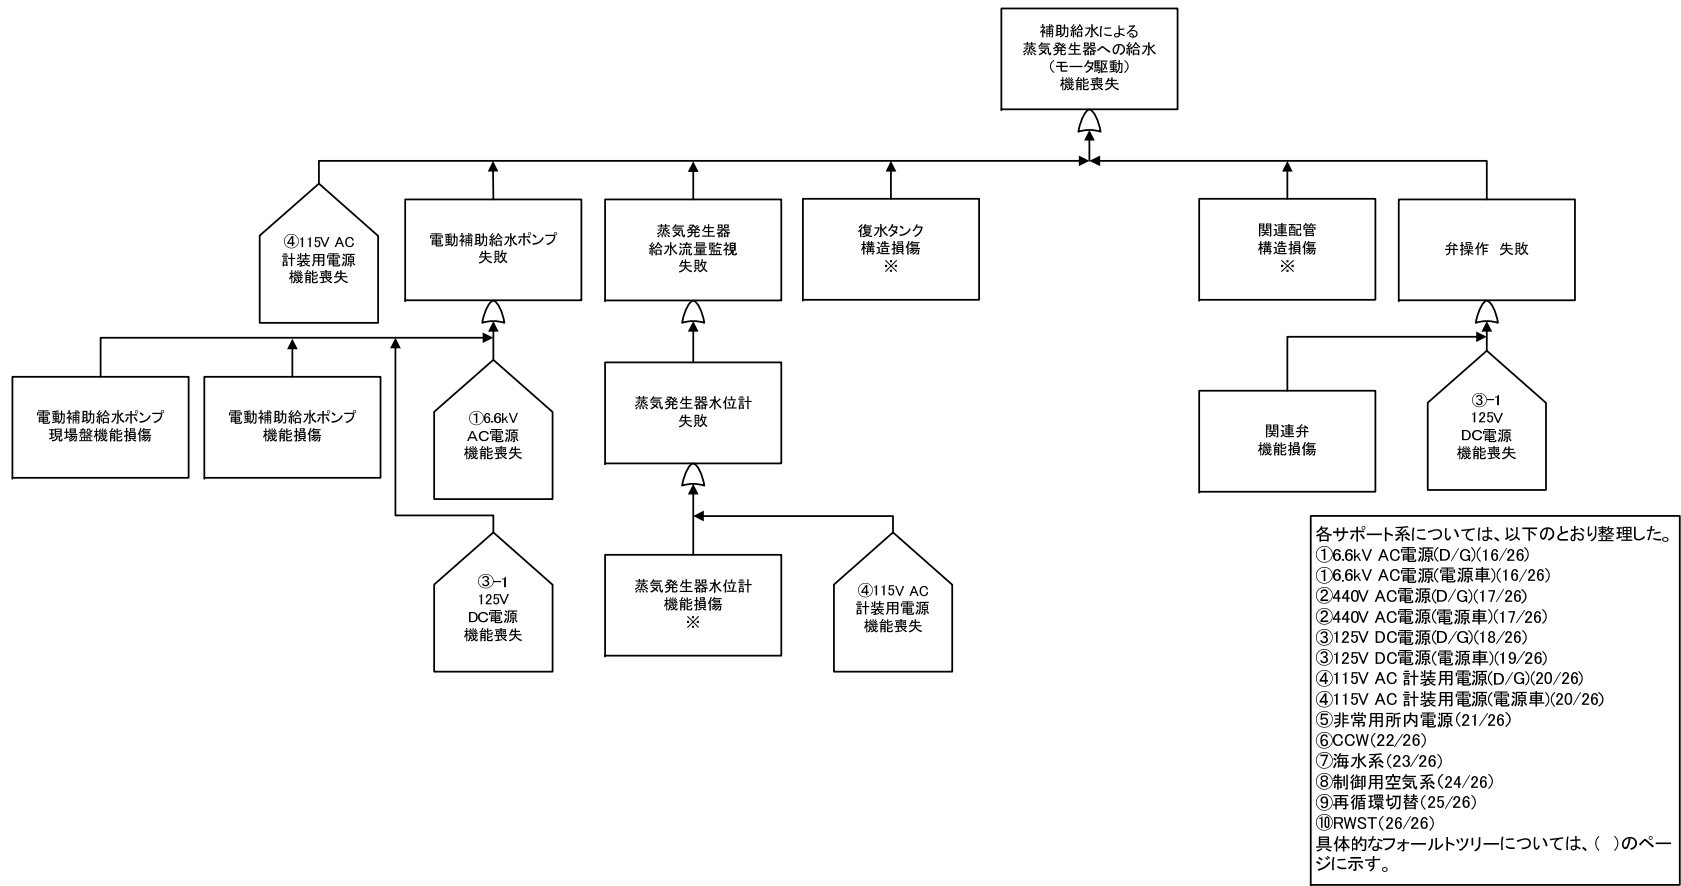 補助給水による
蒸気発生器への給水
(モータ駆動)
機能喪失
④115V AC
計装用電源
機能喪失
電動補助給水ポンプ
失敗
蒸気発生器
給水流量監視
失敗
復水タンク
構造損傷
※
関連配管
構造損傷
※
弁操作 失敗
電動補助給水ポンプ
現場盤機能損傷
電動補助給水ポンプ
機能損傷
①6.6kV
AC電源
機能喪失
蒸気発生器水位計
失敗
関連弁
機能損傷
③-1
125V
DC電源
機能喪失
③-1
125V
DC電源
機能喪失
蒸気発生器水位計
機能損傷
※
④115V AC
計装用電源
機能喪失
各サポート系については、以下のとおり整理した。
①6.6kV AC電源(D/G)(16/26)
①6.6kV AC電源(電源車)(16/26)
②440V AC電源(D/G)(17/26)
②440V AC電源(電源車)(17/26)
③125V DC電源(D/G)(18/26)
③125V DC電源(電源車)(19/26)
④115V AC 計装用電源(D/G)(20/26)
④115V AC 計装用電源(電源車)(20/26)
⑤非常用所内電源(21/26)
⑥CCW(22/26)
⑦海水系(23/26)
⑧制御用空気系(24/26)
⑨再循環切替(25/26)
⑩RWST(26/26)
具体的なフォールトツリーについては、( )のペー
ジに示す。